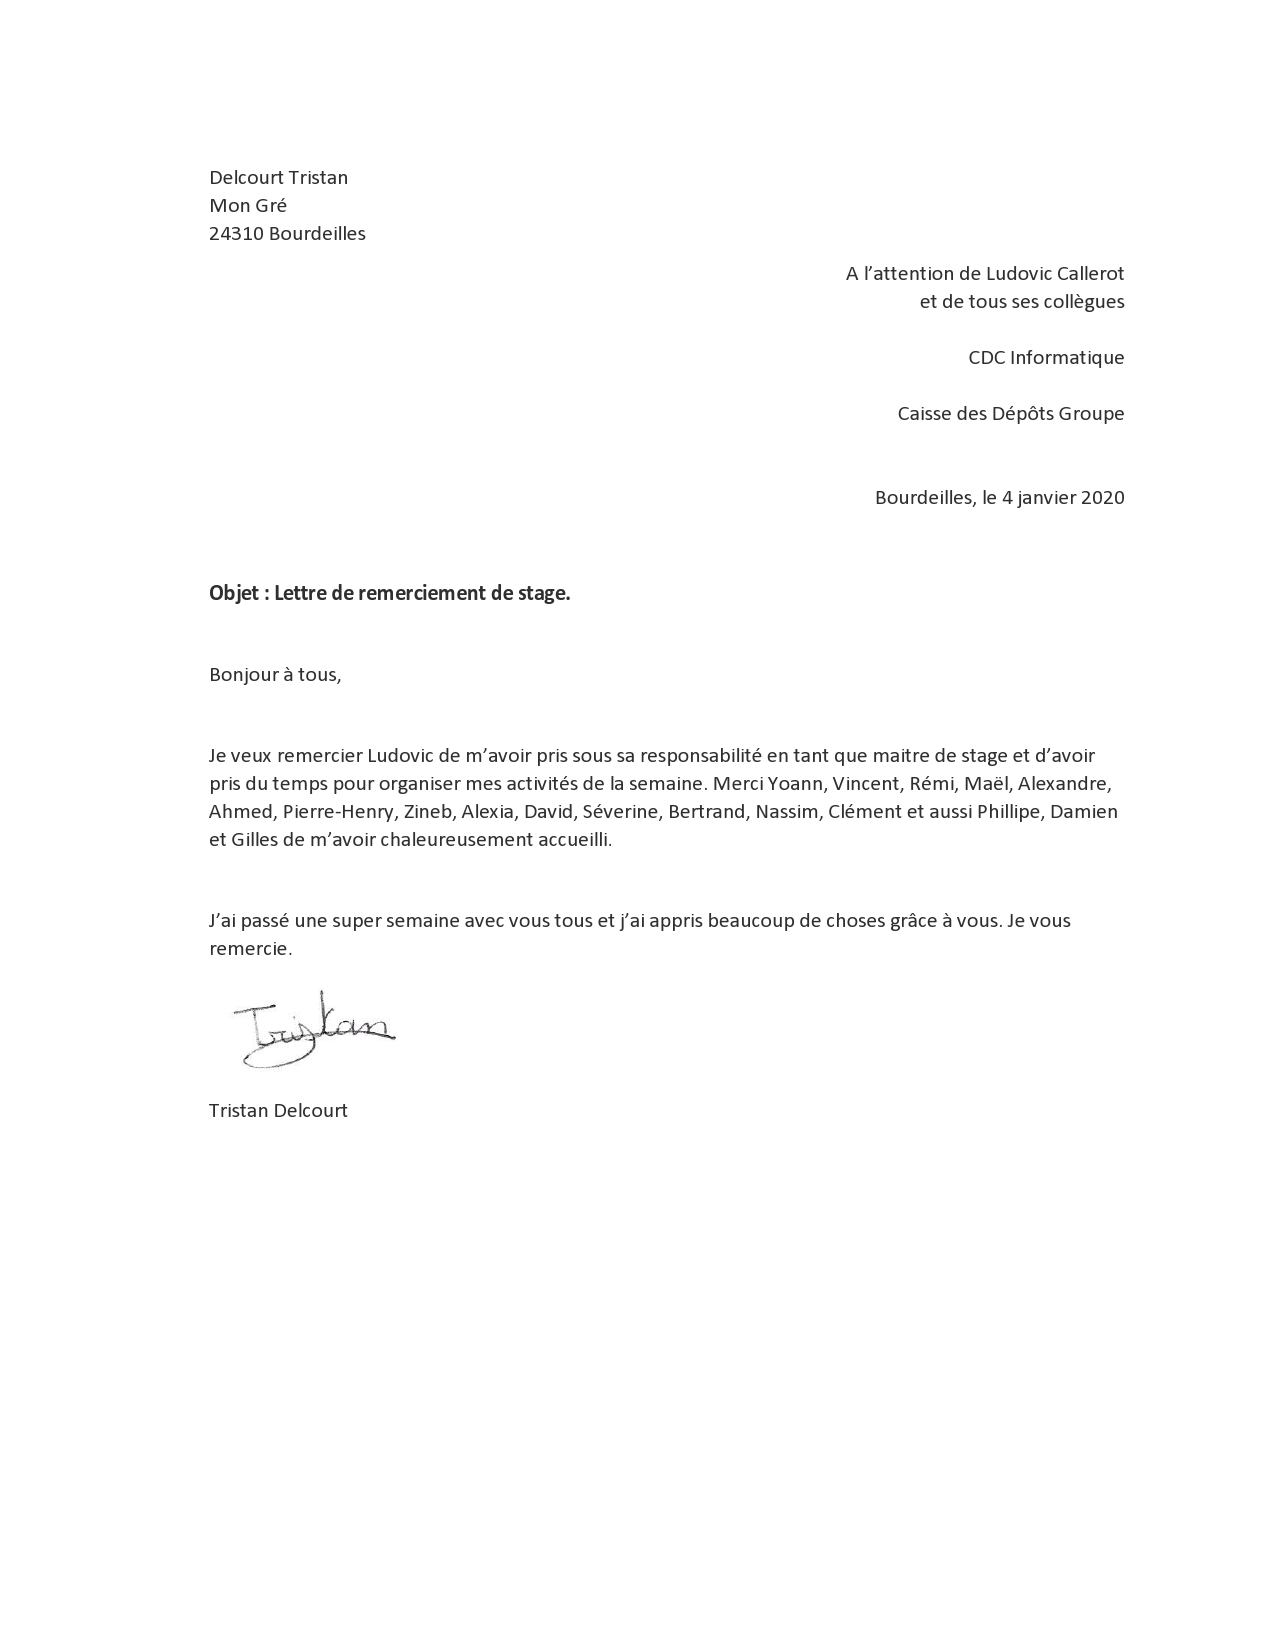 Delcourt Tristan
Mon Gré
24310 Bourdeilles
A l’attention de Ludovic Callerot
et de tous ses collègues
CDC Informatique
Caisse des Dépôts Groupe
Bourdeilles, le 4 janvier 2020
Objet : Lettre de remerciement de stage.
Bonjour à tous,
Je veux remercier Ludovic de m’avoir pris sous sa responsabilité en tant que maitre de stage et d’avoir
pris du temps pour organiser mes activités de la semaine. Merci Yoann, Vincent, Rémi, Maël, Alexandre,
Ahmed, Pierre-Henry, Zineb, Alexia, David, Séverine, Bertrand, Nassim, Clément et aussi Phillipe, Damien
et Gilles de m’avoir chaleureusement accueilli.
J’ai passé une super semaine avec vous tous et j’ai appris beaucoup de choses grâce à vous. Je vous
remercie.
Tristan
Tristan Delcourt